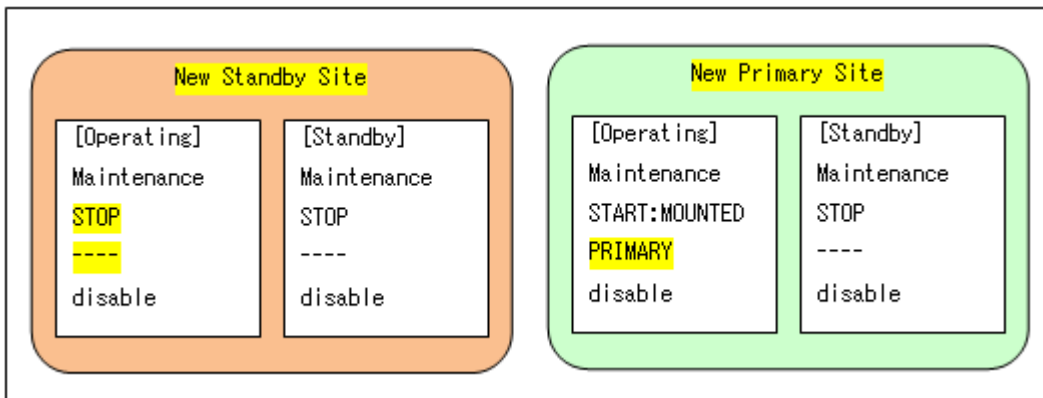 New Standby Site
[Operating]
Maintenance
STOP
----
disable
[Standby]
Maintenance
STOP
----
disable
New Primary Site
[Operating]
Maintenance
START:MOUNTED
PRIMARY
disable
[Standby]
Maintenance
STOP
----
disable